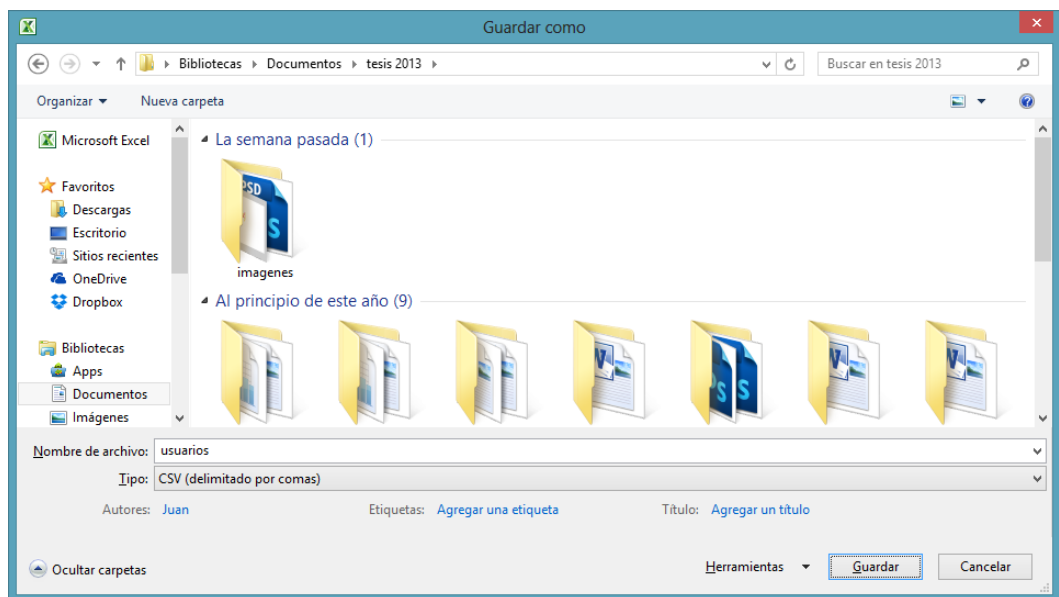 Guardar como
Bibliotecas Documentos tesis 2013
Buscar en tesis 2013
Organizar Nueva carpeta
Microsoft Excel
Favoritos
Descargas
Escritorio
Sitios recientes
OneDrive
Dropbox
Bibliotecas
Apps
Documentos
Imágenes
La semana pasada (1)
PSD
imagenes
Al principio de este año (9)
Nombre de archivo: usuarios
Tipo: CSV (delimitado por comas)
Autores: Juan Etiquetas: Agregar una etiqueta Título: Agregar un título
Ocultar carpetas Herramientas Guardar Cancelar